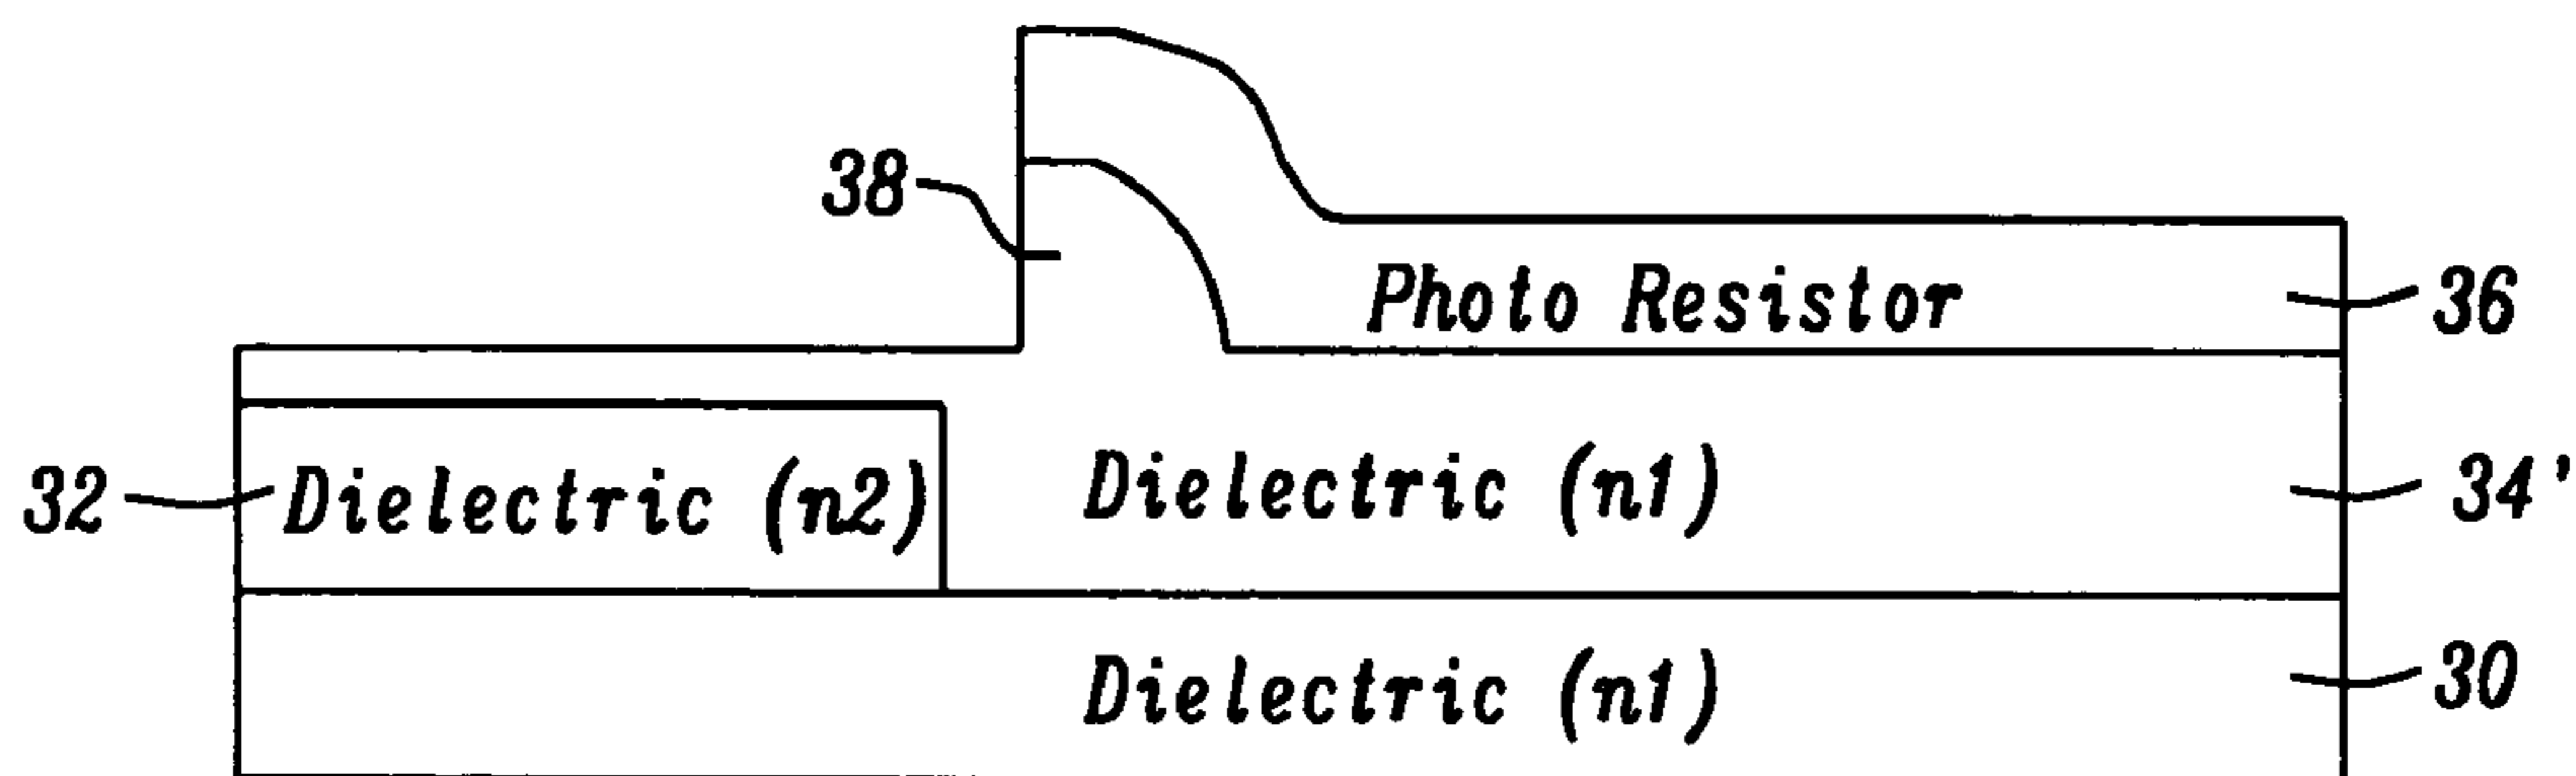 38
Photo Resistor
36
32
Dielectric (n2)
Dielectric (n1)
34'
Dielectric (n1)
30